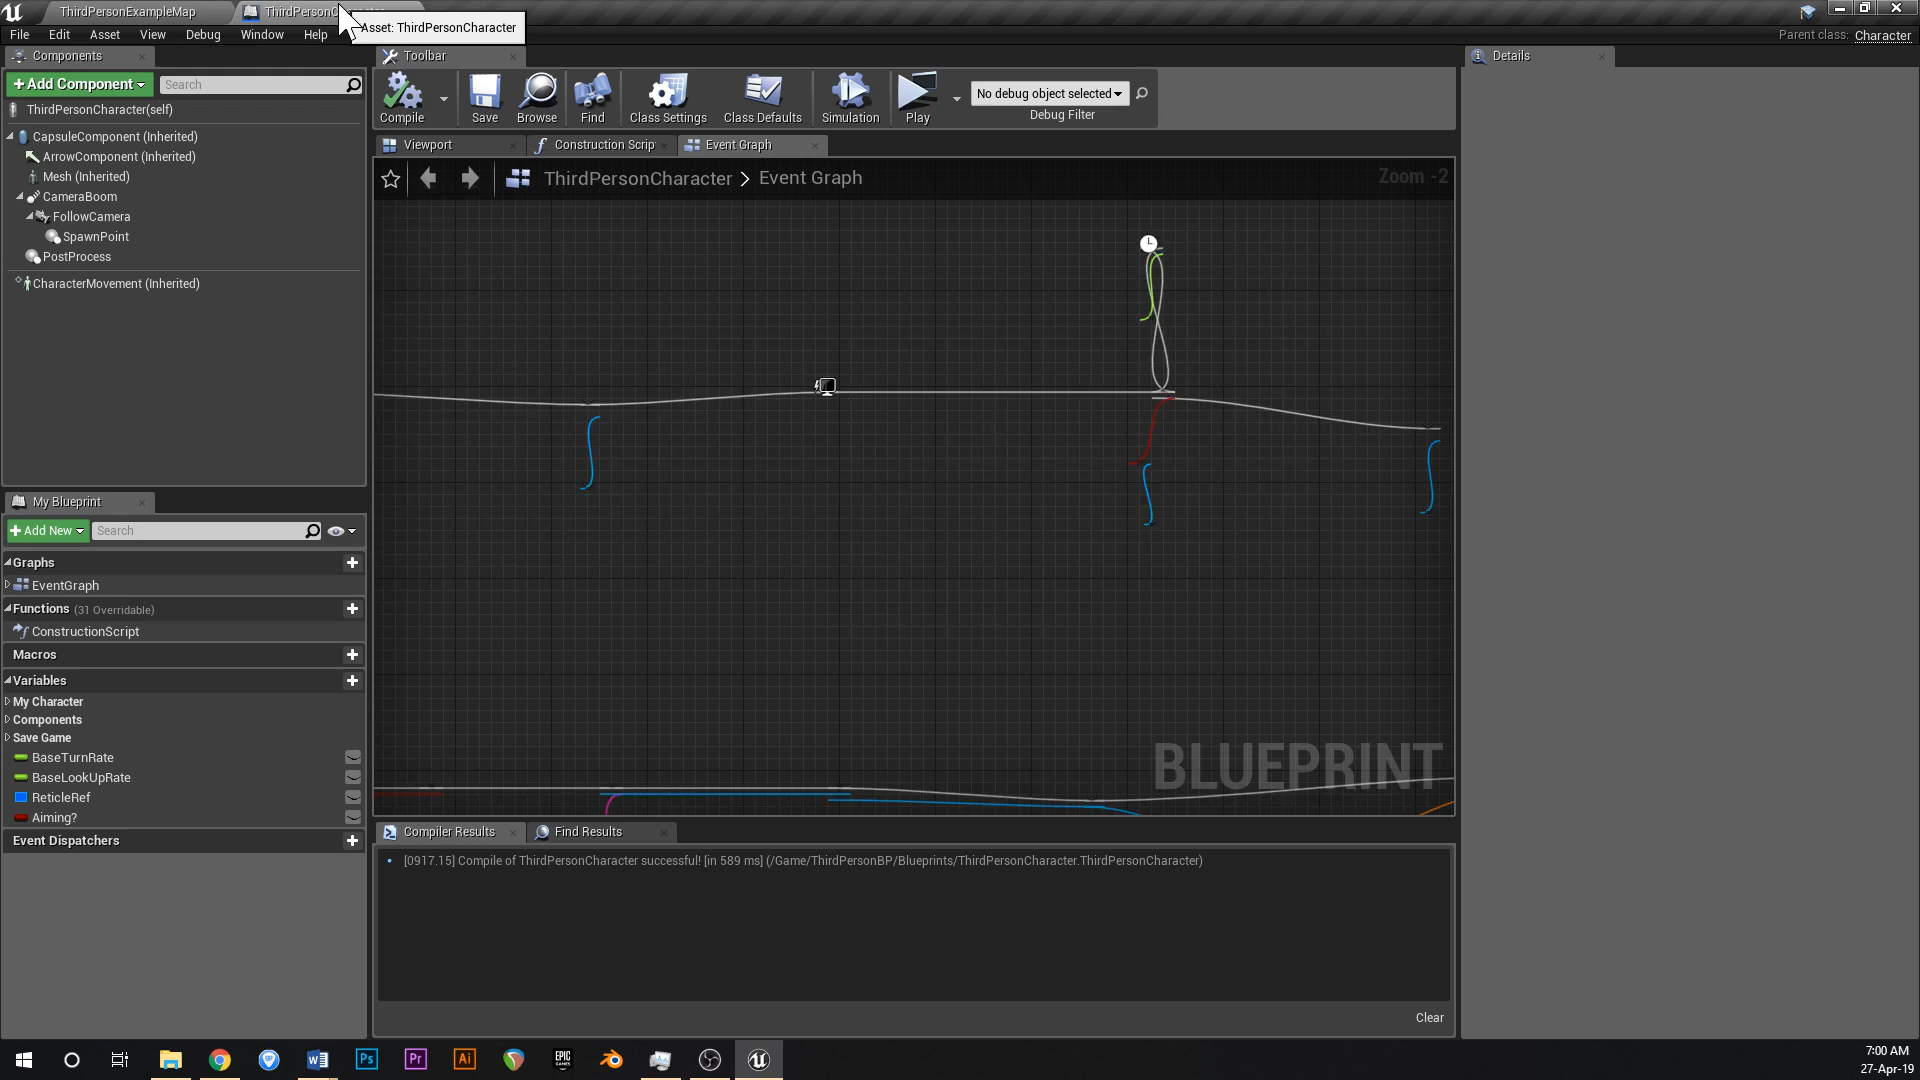 ThirdPersonExampleMap
ThirdPersonC
Asset: ThirdPersonCharacter
File Edit Asset View Debug Window Help
Parent class: Character
Components
+ Add Component
Search
ThirdPersonCharacter(self)
CapsuleComponent (Inherited)
ArrowComponent (Inherited)
Mesh (Inherited)
CameraBoom
FollowCamera
SpawnPoint
PostProcess
CharacterMovement (Inherited)
My Blueprint
+ Add New
Search
Graphs
EventGraph
Functions (31 Overridable)
ConstructionScript
Macros
Variables
My Character
Components
Save Game
BaseTurnRate
BaseLookUpRate
ReticleRef
Aiming?
Event Dispatchers
Toolbar
Compile Save Browse Find Class Settings Class Defaults Simulation Play
No debug object selected
Debug Filter
Viewport
Construction Scrip
Event Graph
ThirdPersonCharacter > Event Graph
Zoom -2
BLUEPRINT
Compiler Results
Find Results
[0917.15] Compile of ThirdPersonCharacter successful! [in 589 ms] (/Game/ThirdPersonBP/Blueprints/ThirdPersonCharacter.ThirdPersonCharacter)
Clear
Details
Ps
Pr
Ai
EPIC
GAMES
7:00 AM
27-Apr-19